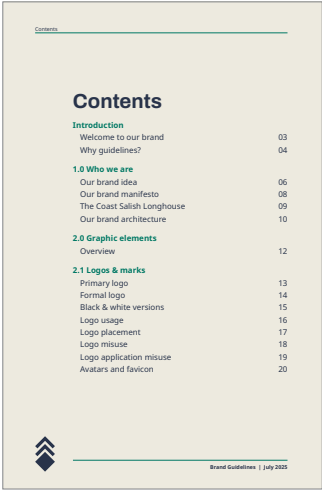 Contents
Contents
Introduction
Welcome to our brand 03
Why guidelines? 04
1.0 Who we are
Our brand idea 06
Our brand manifesto 08
The Coast Salish Longhouse 09
Our brand architecture 10
2.0 Graphic elements
Overview 12
2.1 Logos & marks
Primary logo 13
Formal logo 14
Black & white versions 15
Logo usage 16
Logo placement 17
Logo misuse 18
Logo application misuse 19
Avatars and favicon 20
Brand Guidelines | July 2025